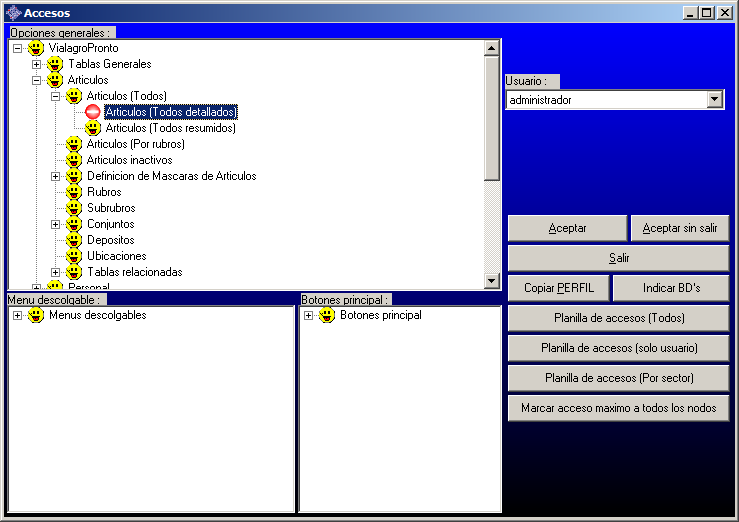 Accesos
Opciones generales :
VialagroPronto
Tablas Generales
Articulos
Articulos (Todos)
Articulos (Todos detallados)
Articulos (Todos resumidos)
Articulos (Por rubros)
Articulos inactivos
Definicion de Mascaras de Articulos
Rubros
Subrubros
Conjuntos
Depositos
Ubicaciones
Tablas relacionadas
Personal
Usuario :
administrador
Aceptar
Aceptar sin salir
Salir
Copiar PERFIL
Indicar BD's
Planilla de accesos (Todos)
Planilla de accesos (solo usuario)
Planilla de accesos (Por sector)
Marcar acceso maximo a todos los nodos
Menu descolgable :
Menus descolgables
Botones principal :
Botones principal